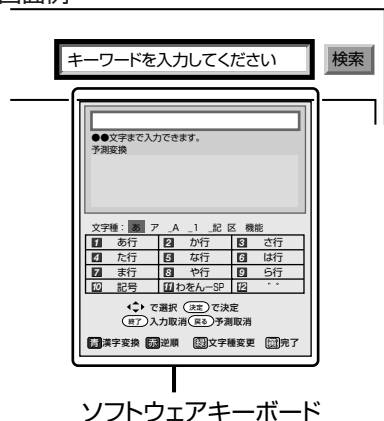 画面例
キーワードを入力してください 検索
●●文字まで入力できます。
予測変換
文字種： あ ア _A _1 _記 区 機能
1 あ行 2 か行 3 さ行
4 た行 5 な行 6 は行
7 ま行 8 や行 9 ら行
10 記号 11 わをんー SP 12 ゛゜
で選択 決定 で決定
終了 入力取消 戻る 予測取消
青 漢字変換 赤 逆順 緑 文字種変更 黄 完了
ソフトウェアキーボード